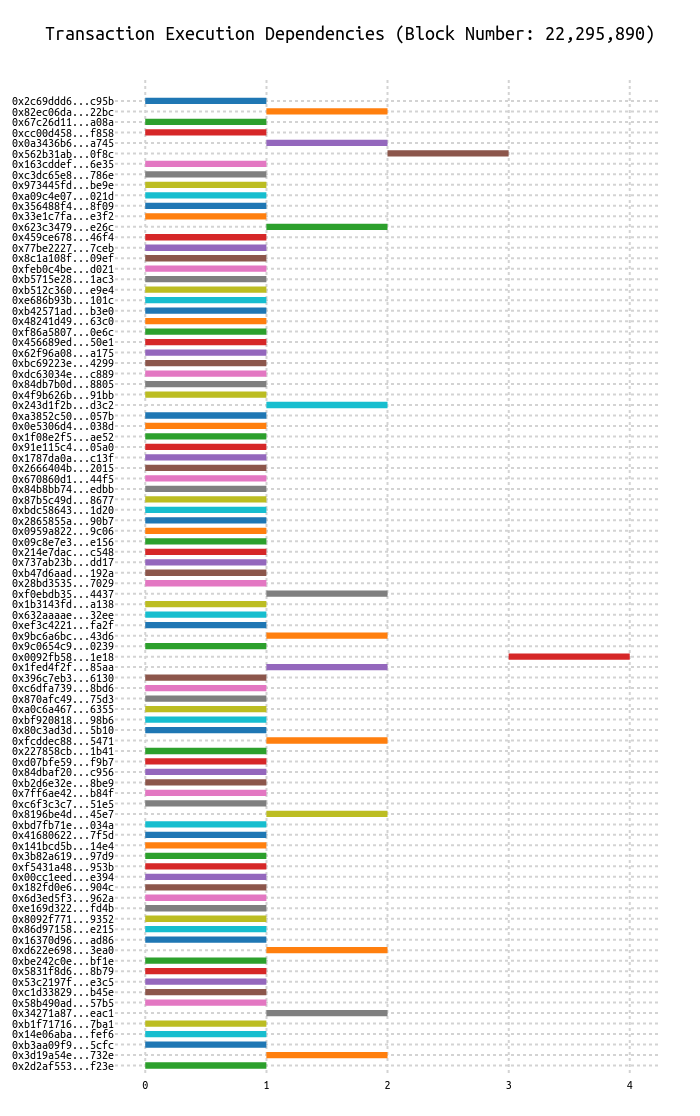 Transaction Execution Dependencies (Block Number: 22,295,890)
0x2c69ddd6...c95b
0x82ec06da...22bc
0x67c26d11...a08a
0xcc00d458...f858
0x0a3436b6...a745
0x562b31ab...0f8c
0x163cddef...6e35
0xc3dc65e8...786e
0x973445fd...be9e
0xa09c4e07...021d
0x356488f4...8f09
0x33e1c7fa...e3f2
0x623c3479...e26c
0x459ce678...46f4
0x77be2227...7ceb
0x8c1a108f...09ef
0xfeb0c4be...d021
0xb5715e28...1ac3
0xb512c360...e9e4
0xe686b93b...101c
0xb42571ad...b3e0
0x48241d49...63c0
0xf86a5807...0e6c
0x456689ed...50e1
0x62f96a08...a175
0xbc69223e...4299
0xdc63034e...c889
0x84db7b0d...8805
0x4f9b626b...91bb
0x243d1f2b...d3c2
0xa3852c50...057b
0x0e5306d4...038d
0x1f08e2f5...ae52
0x91e115c4...05a0
0x1787da0a...c13f
0x2666404b...2015
0x670860d1...44f5
0x84b8bb74...edbb
0x87b5c49d...8677
0xbdc58643...1d20
0x2865855a...90b7
0x0959a822...9c06
0x09c8e7e3...e156
0x214e7dac...c548
0x737ab23b...dd17
0xb47d6aad...192a
0x28bd3535...7029
0xf0ebdb35...4437
0x1b3143fd...a138
0x632aaaae...32ee
0xef3c4221...fa2f
0x9bc6a6bc...43d6
0x9c0654c9...0239
0x0092fb58...1e18
0x1fed4f2f...85aa
0x396c7eb3...6130
0xc6dfa739...8bd6
0x870afc49...75d3
0xa0c6a467...6355
0xbf920818...98b6
0x80c3ad3d...5b10
0xfcddec88...5471
0x227858cb...1b41
0xd07bfe59...f9b7
0x84dbaf20...c956
0xb2d6e32e...8be9
0x7ff6ae42...b84f
0xc6f3c3c7...51e5
0x8196be4d...45e7
0xbd7fb71e...034a
0x41680622...7f5d
0x141bcd5b...14e4
0x3b82a619...97d9
0xf5431a48...953b
0x00cc1eed...e394
0x182fd0e6...904c
0x6d3ed5f3...962a
0xe169d322...fd4b
0x8092f771...9352
0x86d97158...e215
0x16370d96...ad86
0xd622e698...3ea0
0xbe242c0e...bf1e
0x5831f8d6...8b79
0x53c2197f...e3c5
0xc1d33829...b45e
0x58b490ad...57b5
0x34271a87...eac1
0xb1f71716...7ba1
0x14e06aba...fef6
0xb3aa09f9...5cfc
0x3d19a54e...732e
0x2d2af553...f23e
0 1 2 3 4